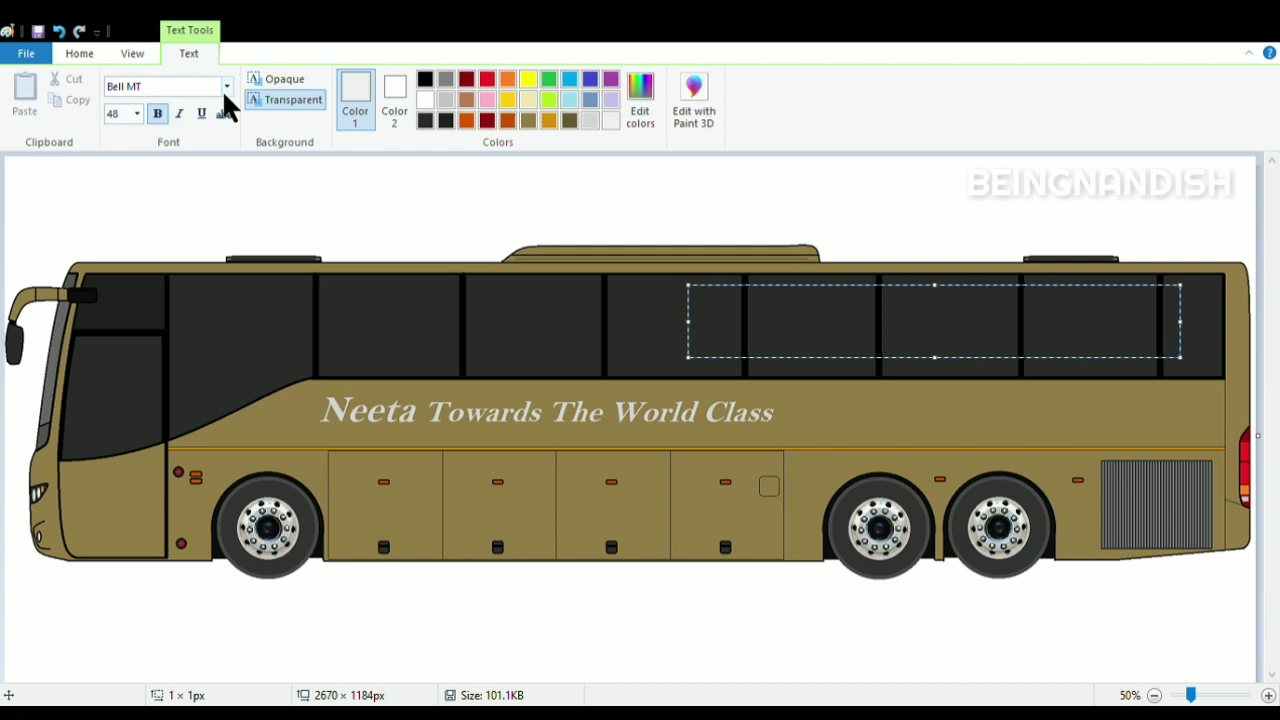 Text Tools
File
Home
View
Text
Paste
Cut
Copy
Clipboard
Bell MT
48
B
I
U
Font
Opaque
Transparent
Background
Color
1
Color
2
Edit
colors
Colors
Edit with
Paint 3D
BEINGNANDISH
Neeta Towards The World Class
1 × 1px
2670 × 1184px
Size: 101.1KB
50%